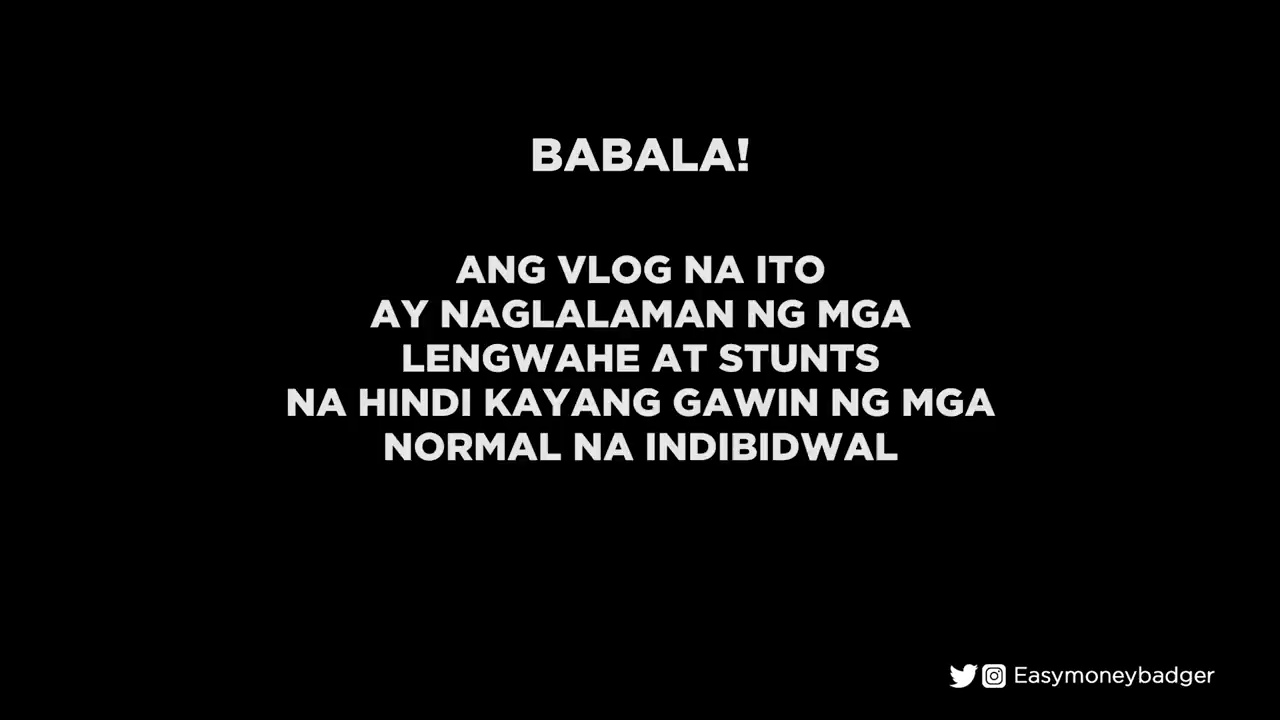 BABALA!
ANG VLOG NA ITO
AY NAGLALAMAN NG MGA
LENGWAHE AT STUNTS
NA HINDI KAYANG GAWIN NG MGA
NORMAL NA INDIBIDWAL
Easymoneybadger